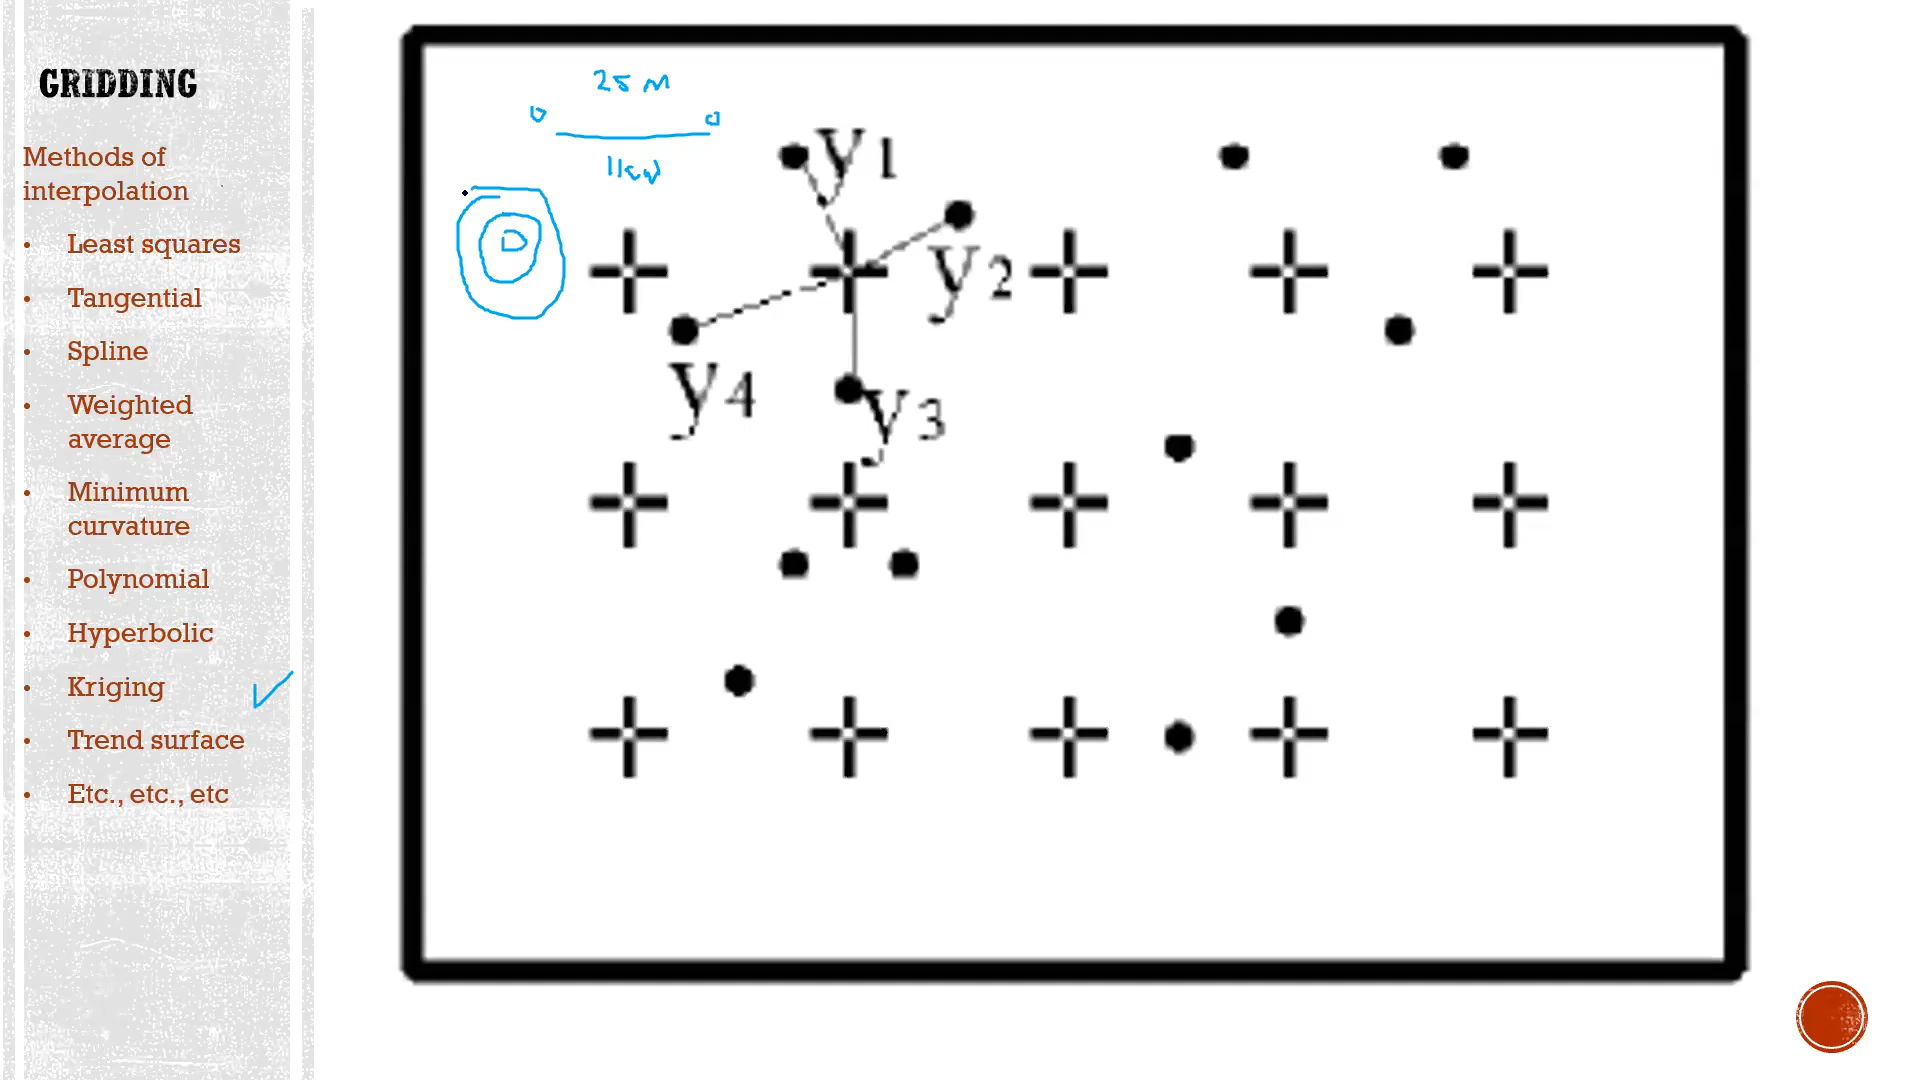 GRIDDING
Methods of
interpolation
• Least squares
• Tangential
• Spline
• Weighted
average
• Minimum
curvature
• Polynomial
• Hyperbolic
• Kriging
• Trend surface
• Etc., etc., etc
25 M
y1
y2
y4
y3